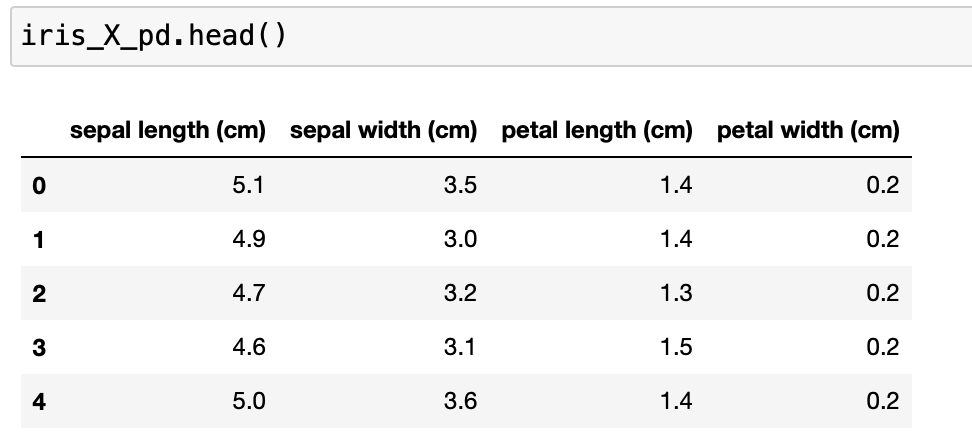 iris_X_pd.head()
sepal length (cm) sepal width (cm) petal length (cm) petal width (cm)
0 5.1 3.5 1.4 0.2
1 4.9 3.0 1.4 0.2
2 4.7 3.2 1.3 0.2
3 4.6 3.1 1.5 0.2
4 5.0 3.6 1.4 0.2